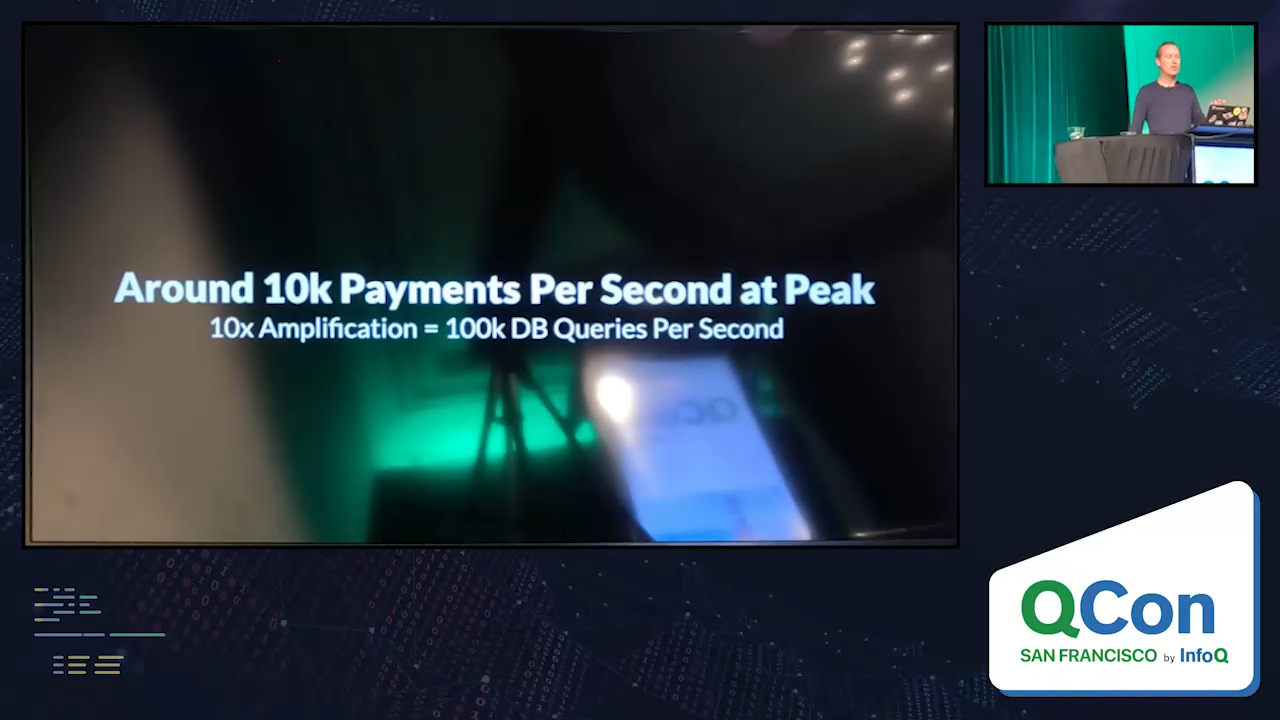 Around 10k Payments Per Second at Peak
10x Amplification = 100k DB Queries Per Second
QCon
SAN FRANCISCO by InfoQ